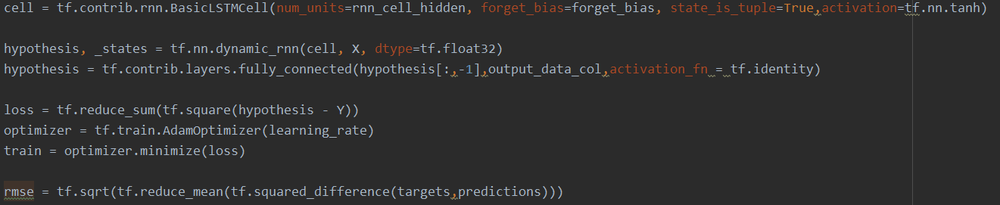 cell = tf.contrib.rnn.BasicLSTMCell(num_units=rnn_cell_hidden, forget_bias=forget_bias, state_is_tuple=True,activation=tf.nn.tanh)
hypothesis, _states = tf.nn.dynamic_rnn(cell, X, dtype=tf.float32)
hypothesis = tf.contrib.layers.fully_connected(hypothesis[:,-1],output_data_col,activation_fn = tf.identity)
loss = tf.reduce_sum(tf.square(hypothesis - Y))
optimizer = tf.train.AdamOptimizer(learning_rate)
train = optimizer.minimize(loss)
rmse = tf.sqrt(tf.reduce_mean(tf.squared_difference(targets,predictions)))